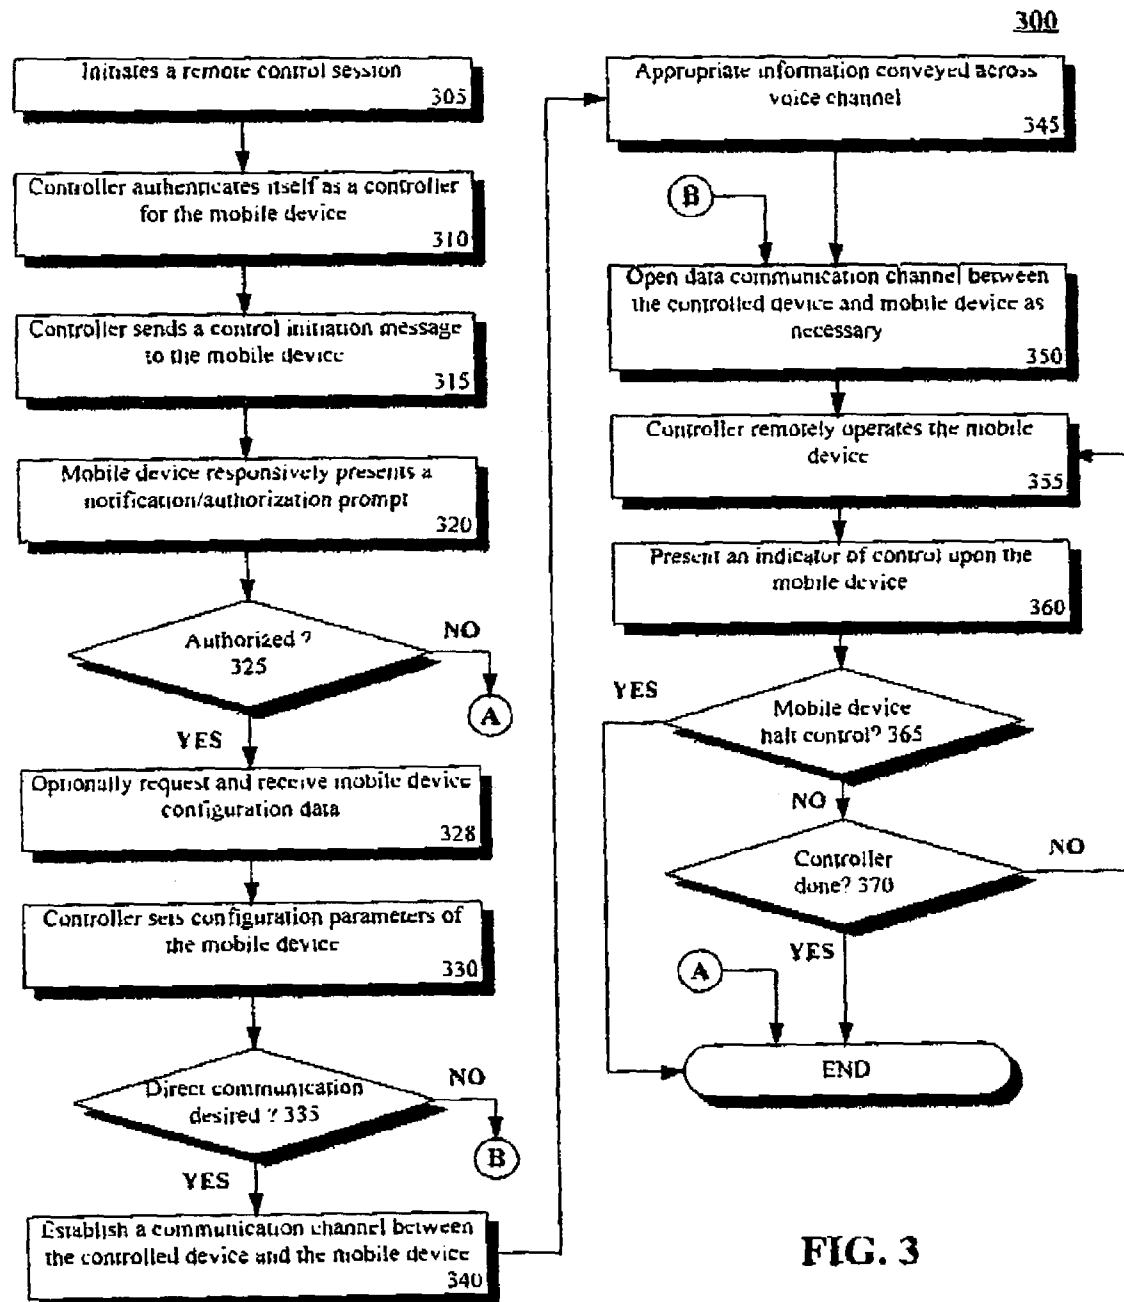 300
Initiates a remote control session
305
Controller authenticates itself as a controller
for the mobile device
310
Controller sends a control initiation message
to the mobile device
315
Mobile device responsively presents a
notification/authorization prompt
320
Authorized ?
325
NO
A
YES
Optionally request and receive mobile device
configuration data
328
Controller sets configuration parameters of
the mobile device
330
Direct communication
desired ? 335
NO
B
YES
Establish a communication channel between
the controlled device and the mobile device
340
Appropriate information conveyed across
voice channel
345
B
Open data communication channel between
the controlled device and mobile device as
necessary
350
Controller remotely operates the mobile
device
355
Present an indicator of control upon the
mobile device
360
YES
Mobile device
halt control? 365
NO
Controller
done? 370
NO
YES
A
END
FIG. 3